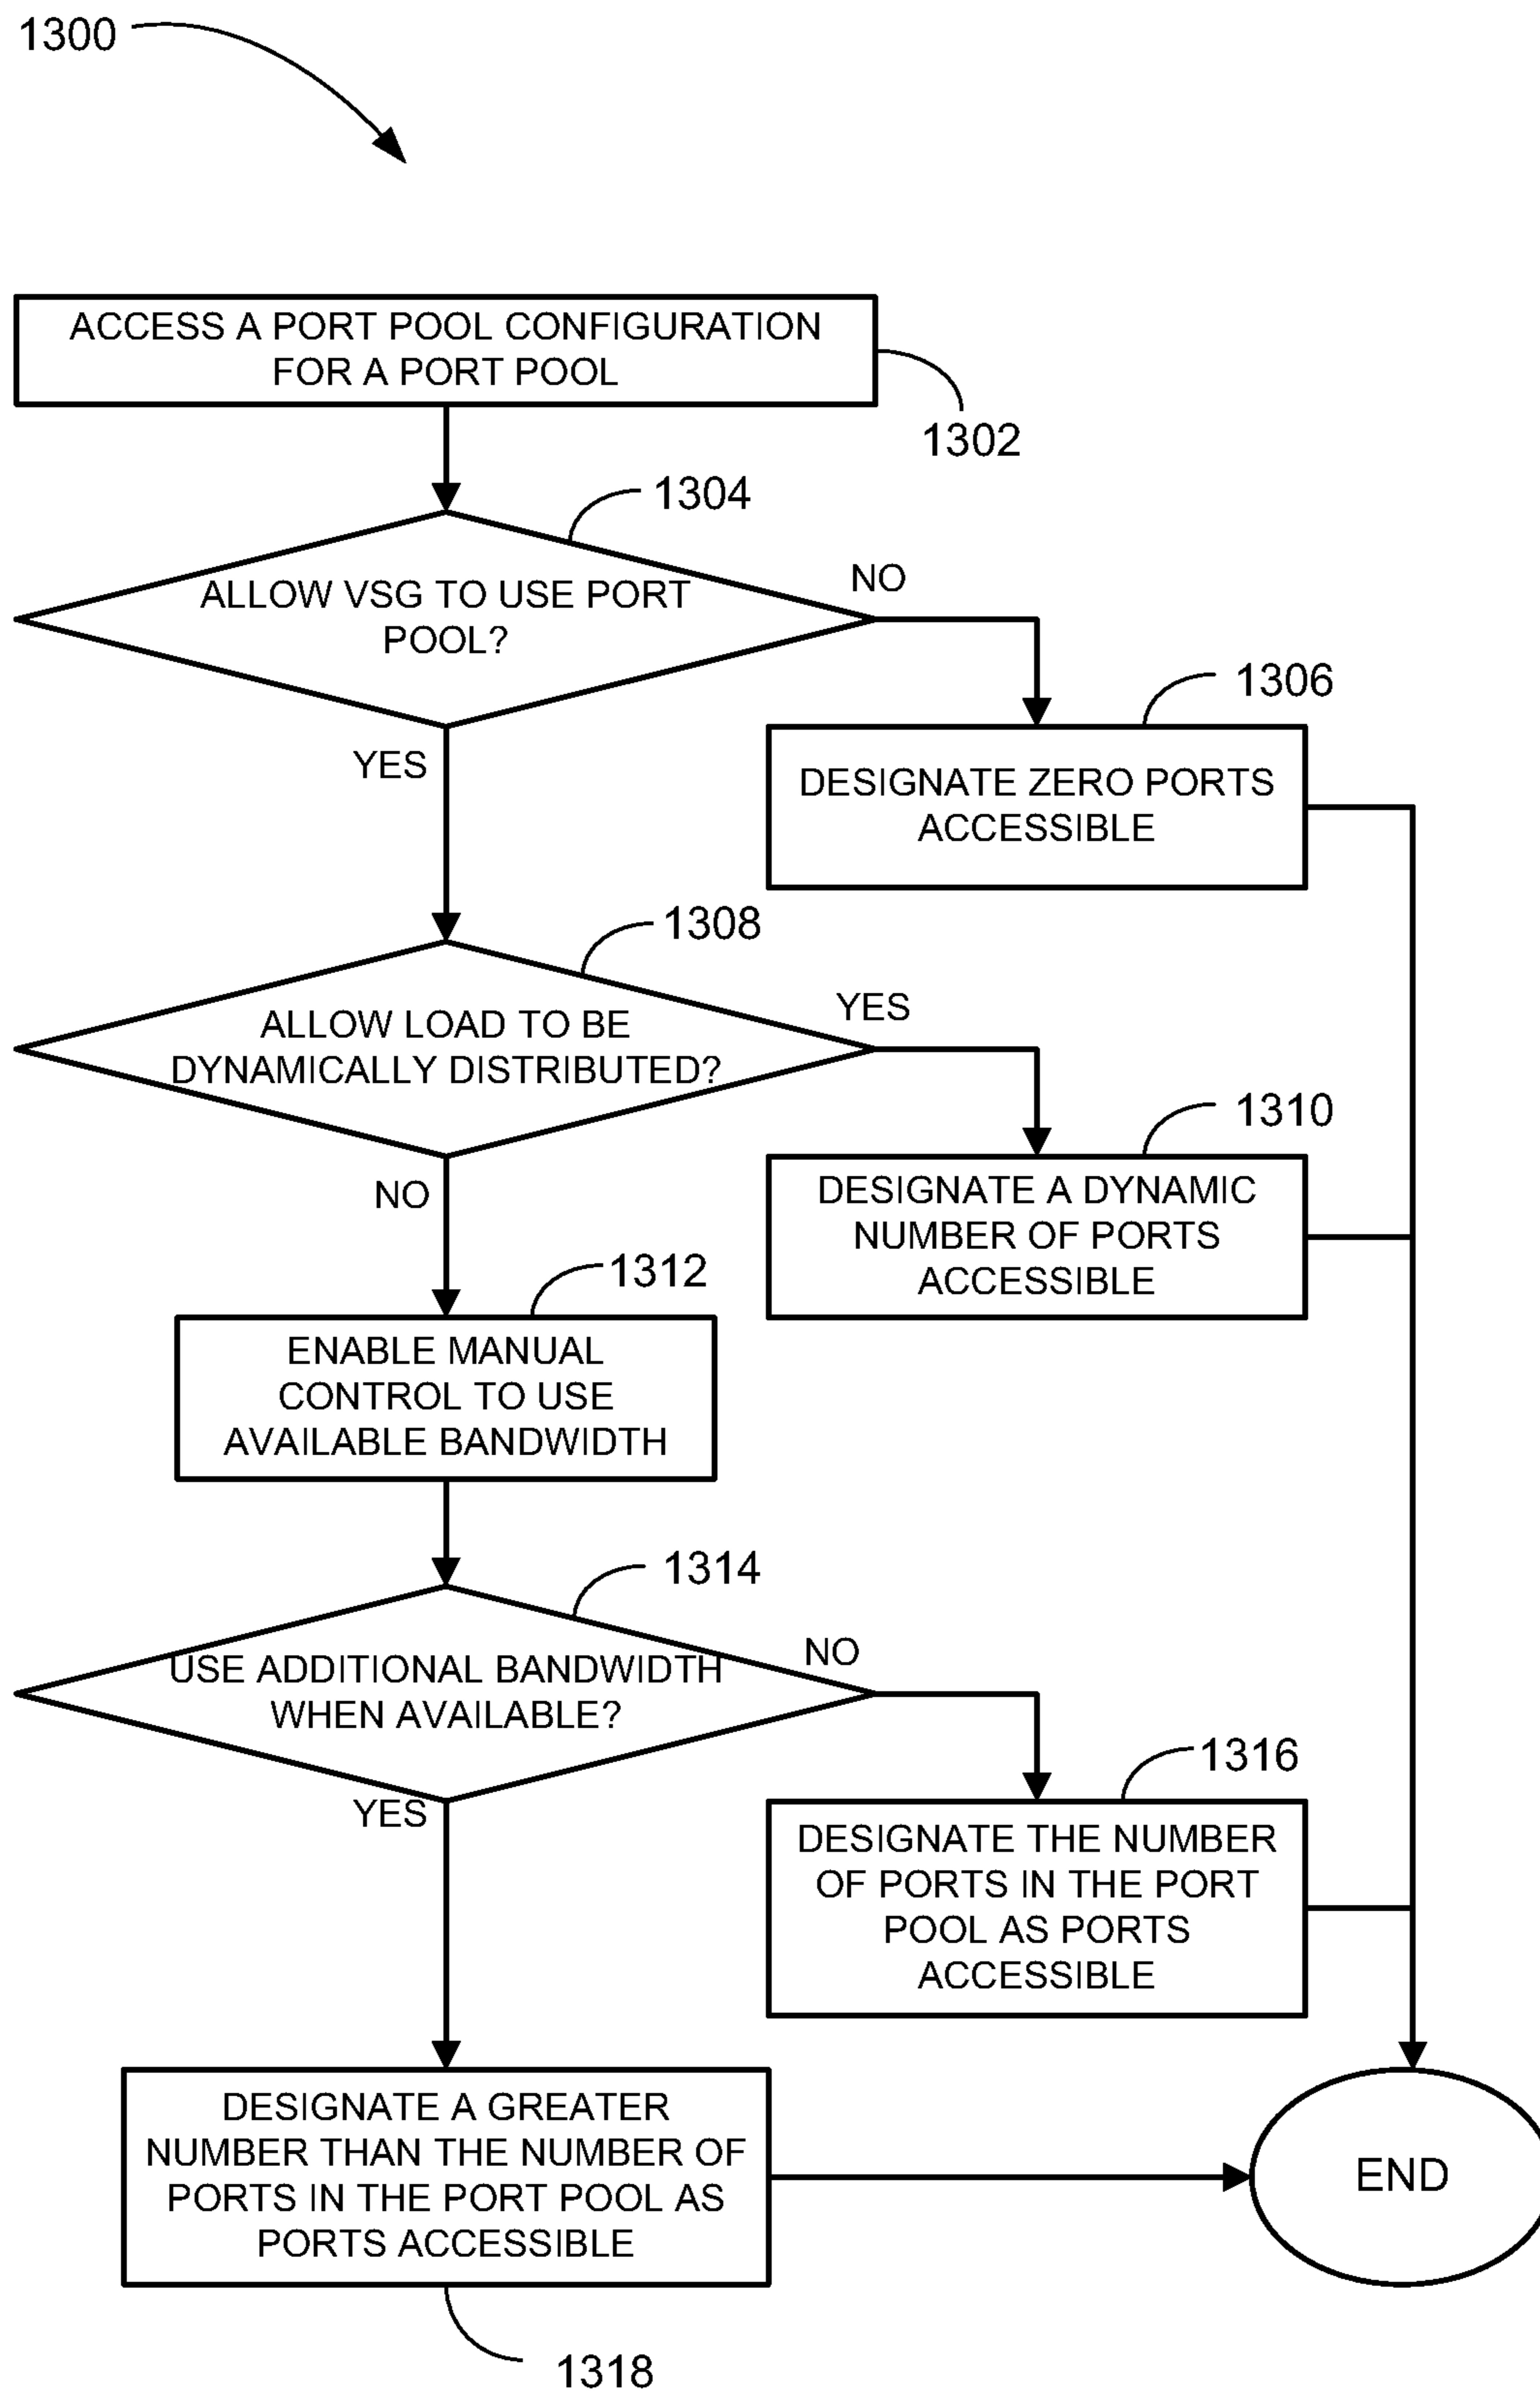 1300
ACCESS A PORT POOL CONFIGURATION
FOR A PORT POOL
1302
1304
ALLOW VSG TO USE PORT
POOL?
NO
YES
1306
DESIGNATE ZERO PORTS
ACCESSIBLE
1308
ALLOW LOAD TO BE
DYNAMICALLY DISTRIBUTED?
YES
NO
1310
DESIGNATE A DYNAMIC
NUMBER OF PORTS
ACCESSIBLE
1312
ENABLE MANUAL
CONTROL TO USE
AVAILABLE BANDWIDTH
1314
USE ADDITIONAL BANDWIDTH
WHEN AVAILABLE?
NO
YES
1316
DESIGNATE THE NUMBER
OF PORTS IN THE PORT
POOL AS PORTS
ACCESSIBLE
DESIGNATE A GREATER
NUMBER THAN THE NUMBER OF
PORTS IN THE PORT POOL AS
PORTS ACCESSIBLE
END
1318